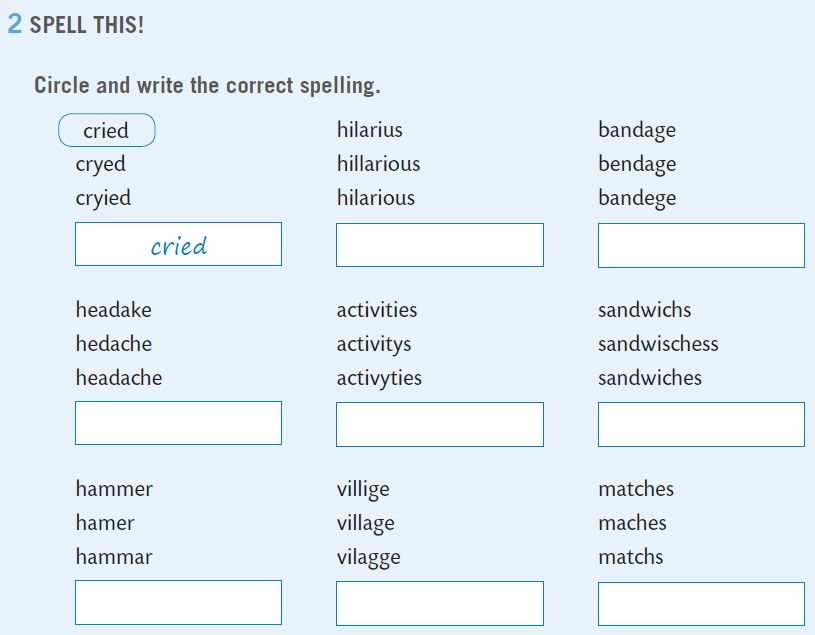 2 SPELL THIS!
Circle and write the correct spelling.
cried
cryed
cryied
cried
hilarius
hillarious
hilarious
bandage
bendage
bandege
headake
hedache
headache
activities
activitys
activyties
sandwichs
sandwischess
sandwiches
hammer
hamer
hammar
villige
village
vilagge
matches
maches
matchs